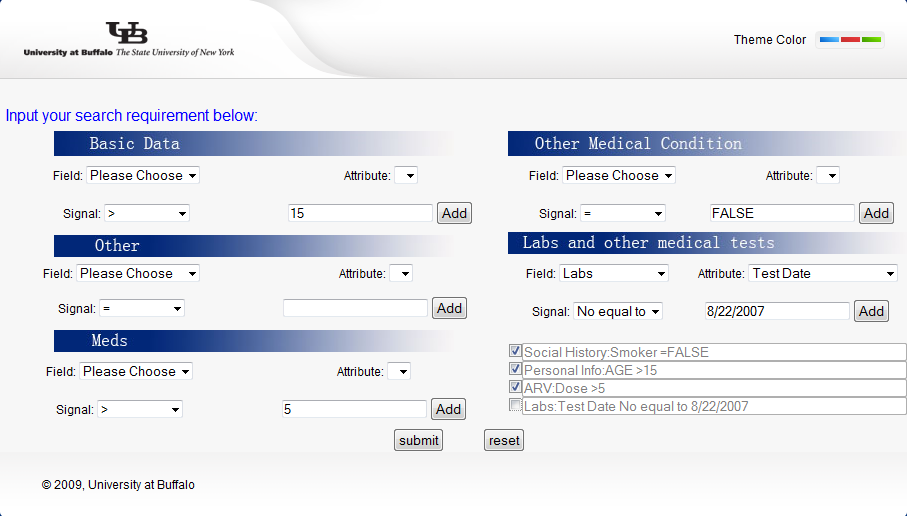 UB
University at Buffalo The State University of New York
Theme Color
Input your search requirement below:
Basic Data
Field: Please Choose Attribute:
Signal: > 15 Add
Other
Field: Please Choose Attribute:
Signal: = Add
Meds
Field: Please Choose Attribute:
Signal: > 5 Add
Other Medical Condition
Field: Please Choose Attribute:
Signal: = FALSE Add
Labs and other medical tests
Field: Labs Attribute: Test Date
Signal: No equal to 8/22/2007 Add
Social History:Smoker =FALSE
Personal Info:AGE >15
ARV:Dose >5
Labs:Test Date No equal to 8/22/2007
submit reset
© 2009, University at Buffalo